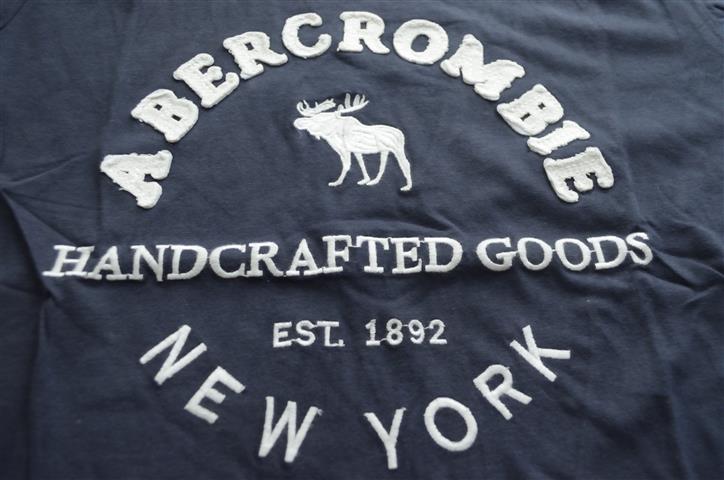 ABERCROMBIE
HANDCRAFTED GOODS
EST. 1892
NEW YORK